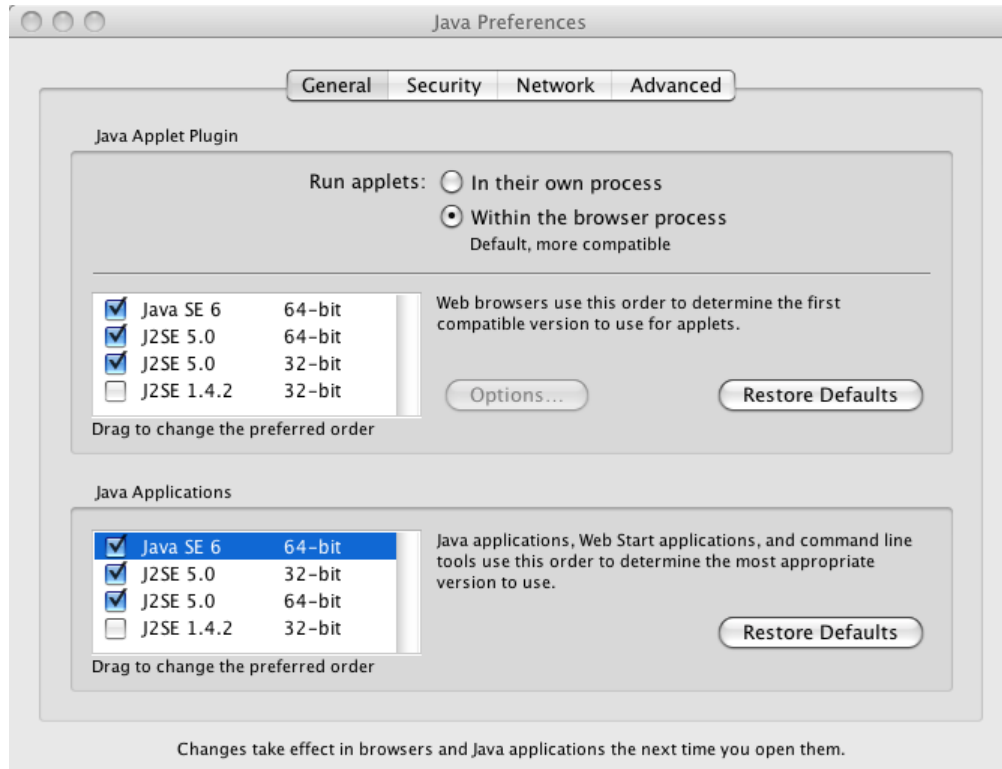 Java Preferences
General Security Network Advanced
Java Applet Plugin
Run applets: In their own process
Within the browser process
Default, more compatible
Java SE 6 64-bit
J2SE 5.0 64-bit
J2SE 5.0 32-bit
J2SE 1.4.2 32-bit
Drag to change the preferred order
Web browsers use this order to determine the first
compatible version to use for applets.
Options...
Restore Defaults
Java Applications
Java SE 6 64-bit
J2SE 5.0 32-bit
J2SE 5.0 64-bit
J2SE 1.4.2 32-bit
Drag to change the preferred order
Java applications, Web Start applications, and command line
tools use this order to determine the most appropriate
version to use.
Restore Defaults
Changes take effect in browsers and Java applications the next time you open them.